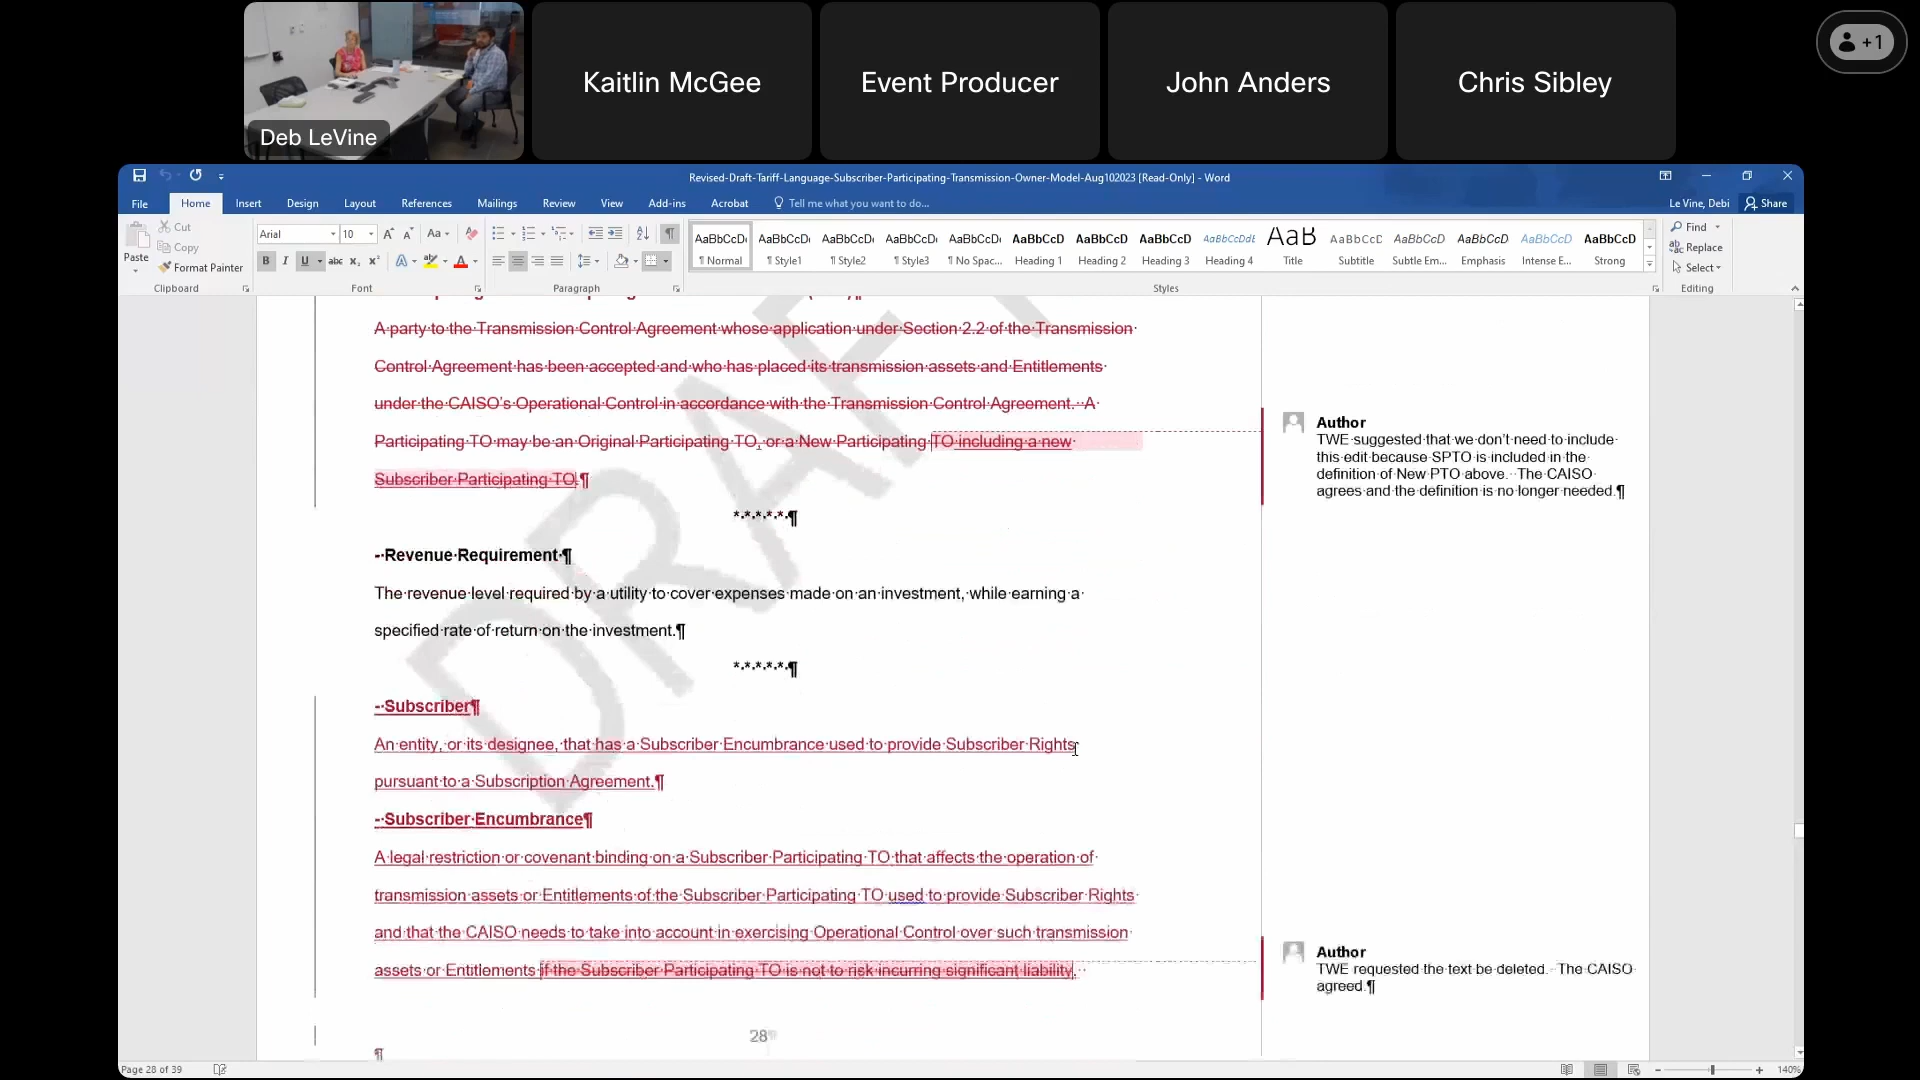 Deb LeVine
Kaitlin McGee
Event Producer
John Anders
Chris Sibley
+1
Revised-Draft-Tariff-Language-Subscriber-Participating-Transmission-Owner-Model-Aug102023 [Read-Only] - Word
File Home Insert Design Layout References Mailings Review View Add-ins Acrobat Tell me what you want to do... Le Vine, Debi Share
Paste Cut Copy Format Painter
Clipboard
Arial 10
Font
Paragraph
AaBbCcDc AaBbCcDc AaBbCcDc AaBbCcDc AaBbCcDc AaBbCcD AaBbCcD AaBbCcD AaBbCcDdE AaB AaBbCcC AaBbCcD AaBbCcD AaBbCcD AaBbCcD
¶ Normal ¶ Style1 ¶ Style2 ¶ Style3 ¶ No Spac... Heading 1 Heading 2 Heading 3 Heading 4 Title Subtitle Subtle Em... Emphasis Intense E... Strong
Styles
Find
Replace
Select
Editing
DRAFT
A party to the Transmission Control Agreement whose application under Section 2.2 of the Transmission
Control Agreement has been accepted and who has placed its transmission assets and Entitlements
under the CAISO's Operational Control in accordance with the Transmission Control Agreement. A
Participating TO may be an Original Participating TO, or a New Participating TO including a new
Subscriber Participating TO.¶
* * * * *¶
- Revenue Requirement ¶
The revenue level required by a utility to cover expenses made on an investment, while earning a
specified rate of return on the investment.¶
* * * * *¶
- Subscriber¶
An entity, or its designee, that has a Subscriber Encumbrance used to provide Subscriber Rights
pursuant to a Subscription Agreement.¶
- Subscriber Encumbrance¶
A legal restriction or covenant binding on a Subscriber Participating TO that affects the operation of
transmission assets or Entitlements of the Subscriber Participating TO used to provide Subscriber Rights
and that the CAISO needs to take into account in exercising Operational Control over such transmission
assets or Entitlements if the Subscriber Participating TO is not to risk incurring significant liability.
28¶
¶
Author
TWE suggested that we don't need to include
this edit because SPTO is included in the
definition of New PTO above. The CAISO
agrees and the definition is no longer needed.¶
Author
TWE requested the text be deleted. The CAISO
agreed.¶
Page 28 of 39
140%